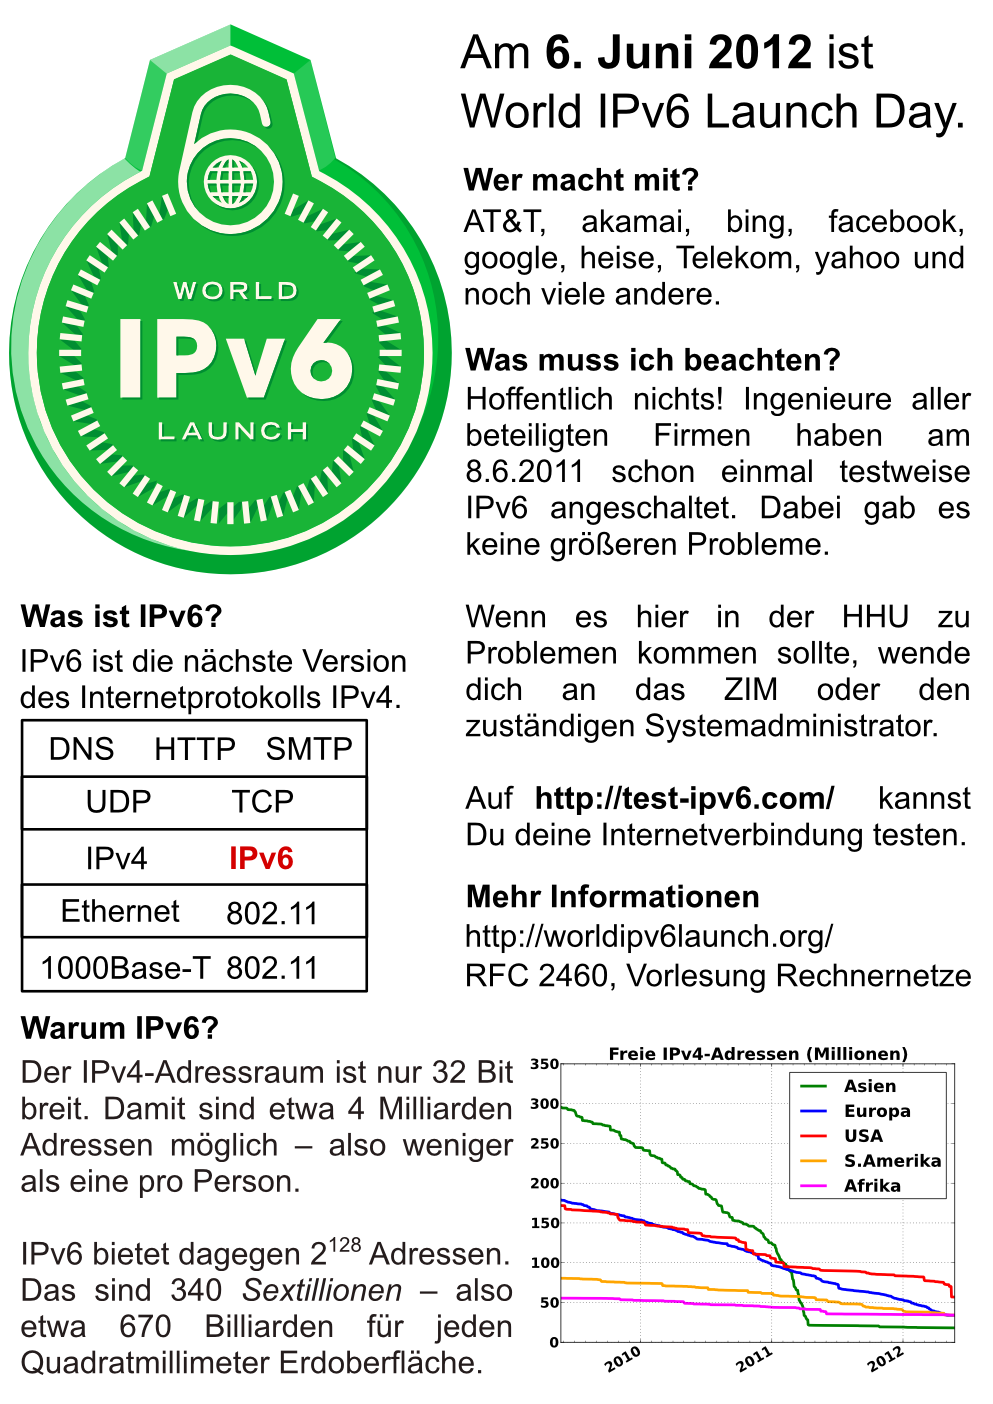 WORLD
IPv6
LAUNCH
Am 6. Juni 2012 ist
World IPv6 Launch Day.
Wer macht mit?
AT&T, akamai, bing, facebook,
google, heise, Telekom, yahoo und
noch viele andere.
Was muss ich beachten?
Hoffentlich nichts! Ingenieure aller
beteiligten Firmen haben am
8.6.2011 schon einmal testweise
IPv6 angeschaltet. Dabei gab es
keine größeren Probleme.
Wenn es hier in der HHU zu
Problemen kommen sollte, wende
dich an das ZIM oder den
zuständigen Systemadministrator.
Auf http://test-ipv6.com/ kannst
Du deine Internetverbindung testen.
Mehr Informationen
http://worldipv6launch.org/
RFC 2460, Vorlesung Rechnernetze
Was ist IPv6?
IPv6 ist die nächste Version
des Internetprotokolls IPv4.
DNS HTTP SMTP
UDP TCP
IPv4 IPv6
Ethernet 802.11
1000Base-T 802.11
Warum IPv6?
Der IPv4-Adressraum ist nur 32 Bit
breit. Damit sind etwa 4 Milliarden
Adressen möglich – also weniger
als eine pro Person.
IPv6 bietet dagegen 2¹²⁸ Adressen.
Das sind 340 Sextillionen – also
etwa 670 Billiarden für jeden
Quadratmillimeter Erdoberfläche.
Freie IPv4-Adressen (Millionen)
350
300
250
200
150
100
50
0
2010 2011 2012
Asien
Europa
USA
S.Amerika
Afrika